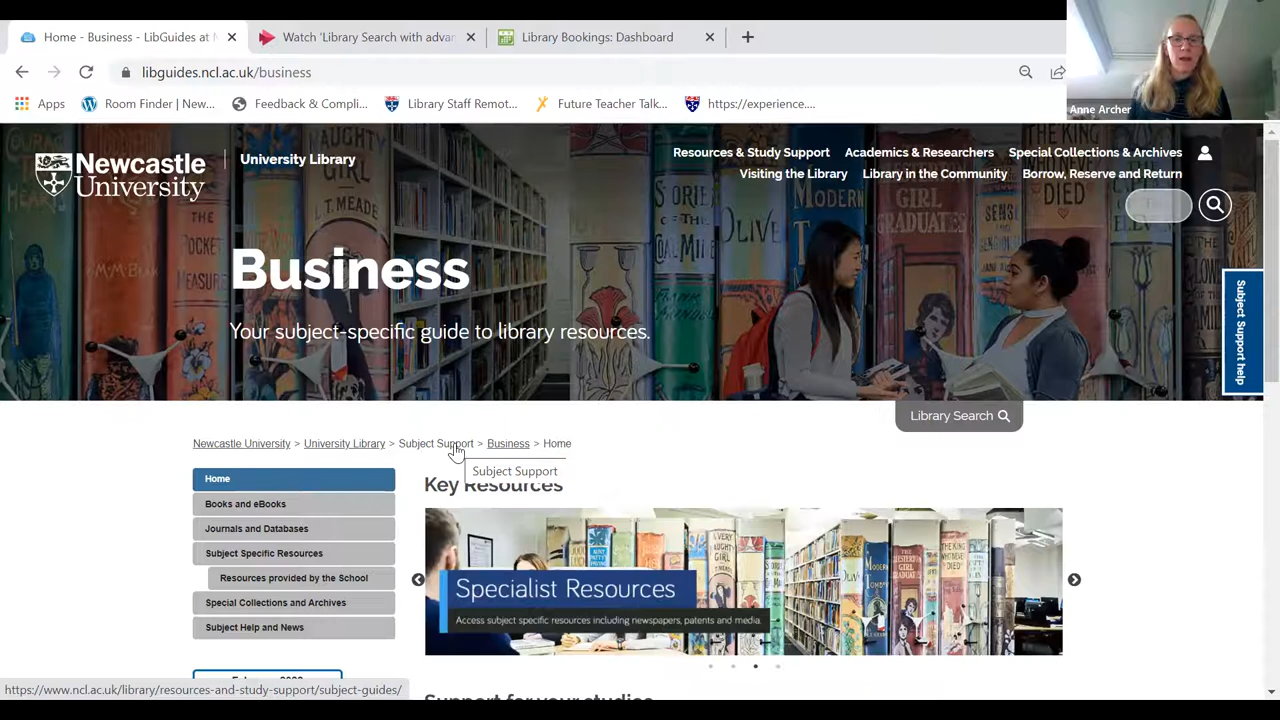 Home - Business - LibGuides at N
Watch 'Library Search with advan
Library Bookings: Dashboard
libguides.ncl.ac.uk/business
Apps
Room Finder | New...
Feedback & Compli...
Library Staff Remot...
Future Teacher Talk...
https://experience....
Anne Archer
Newcastle University
University Library
Resources & Study Support
Academics & Researchers
Special Collections & Archives
Visiting the Library
Library in the Community
Borrow, Reserve and Return
Business
Your subject-specific guide to library resources.
Subject Support help
Library Search
Newcastle University > University Library > Subject Support > Business > Home
Subject Support
Home
Books and eBooks
Journals and Databases
Subject Specific Resources
Resources provided by the School
Special Collections and Archives
Subject Help and News
Key Resources
Specialist Resources
Access subject specific resources including newspapers, patents and media.
Support for your studies
https://www.ncl.ac.uk/library/resources-and-study-support/subject-guides/